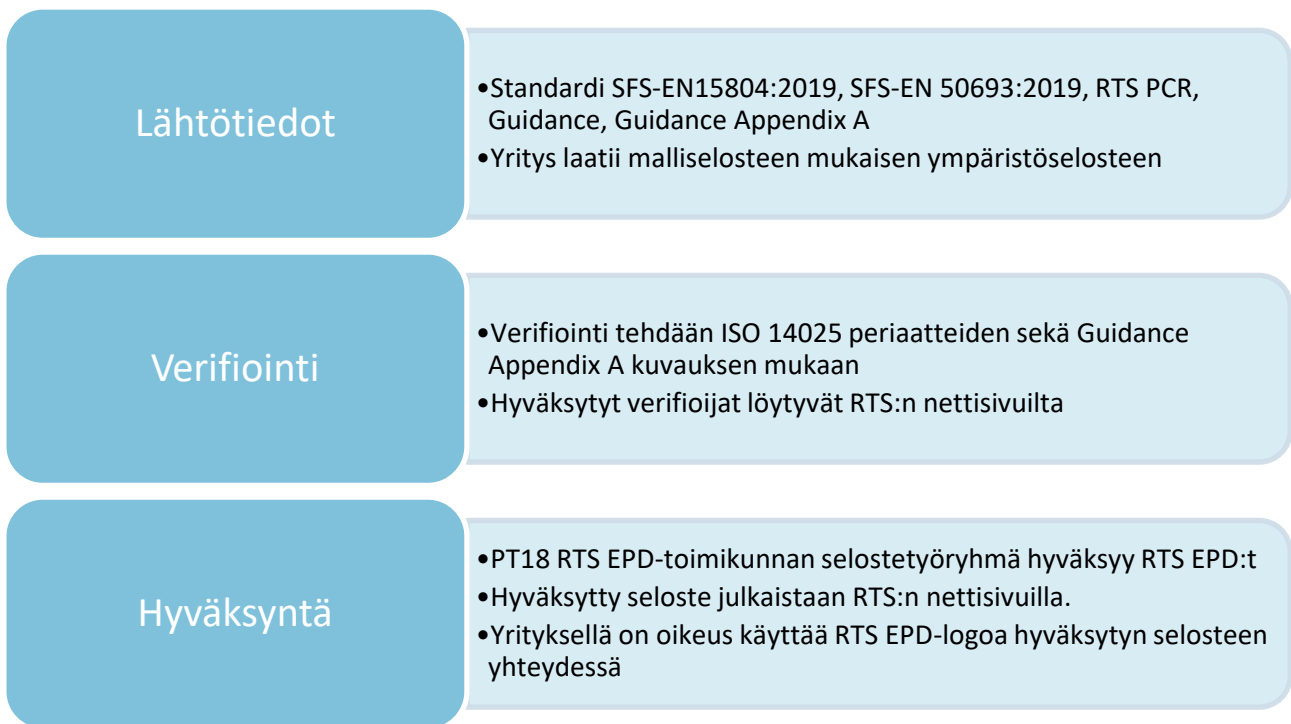 Lähtötiedot
•Standardi SFS-EN15804:2019, SFS-EN 50693:2019, RTS PCR,
Guidance, Guidance Appendix A
•Yritys laatii malliselosteen mukaisen ympäristöselosteen
Verifiointi
•Verifiointi tehdään ISO 14025 periaatteiden sekä Guidance
Appendix A kuvauksen mukaan
•Hyväksytyt verifioijat löytyvät RTS:n nettisivuilta
Hyväksyntä
•PT18 RTS EPD-toimikunnan selostetyöryhmä hyväksyy RTS EPD:t
•Hyväksytty seloste julkaistaan RTS:n nettisivuilla.
•Yrityksellä on oikeus käyttää RTS EPD-logoa hyväksytyn selosteen
yhteydessä